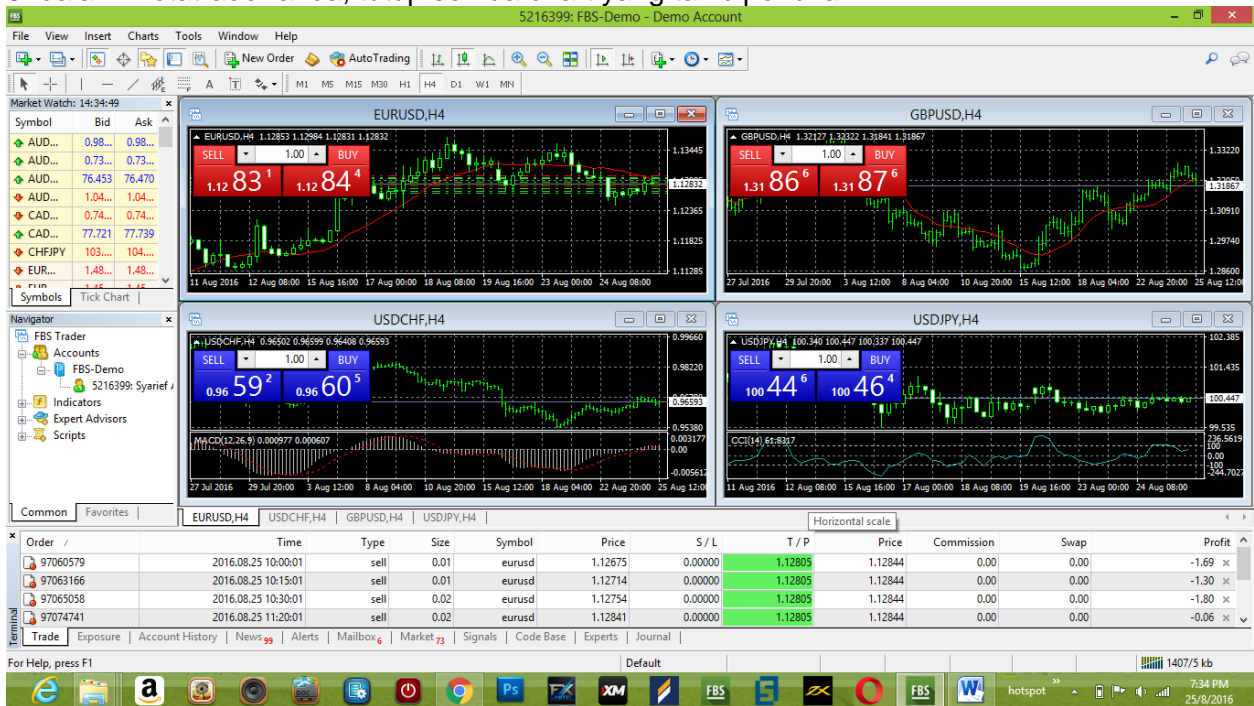 5216399: FBS-Demo - Demo Account
File View Insert Charts Tools Window Help
New Order AutoTrading
M1 M5 M15 M30 H1 H4 D1 W1 MN
Market Watch: 14:34:49
Symbol Bid Ask
AUD... 0.98... 0.98...
AUD... 0.73... 0.73...
AUD... 76.453 76.470
AUD... 1.04... 1.04...
CAD... 0.74... 0.74...
CAD... 77.721 77.739
CHFJPY 103.... 104....
EUR... 1.48... 1.48...
Symbols Tick Chart
Navigator
FBS Trader
Accounts
FBS-Demo
5216399: Syarief
Indicators
Expert Advisors
Scripts
Common Favorites
EURUSD,H4
EURUSD,H4 1.12853 1.12984 1.12831 1.12832
SELL 1.00 BUY
1.12 83 1 1.12 84 4
1.13445
1.12832
1.12365
1.11825
1.11285
11 Aug 2016 12 Aug 08:00 15 Aug 16:00 17 Aug 00:00 18 Aug 08:00 19 Aug 16:00 23 Aug 00:00 24 Aug 08:00
GBPUSD,H4
GBPUSD,H4 1.32127 1.32322 1.31841 1.31867
SELL 1.00 BUY
1.31 86 6 1.31 87 6
1.33220
1.31867
1.30910
1.29740
1.28600
27 Jul 2016 29 Jul 20:00 3 Aug 12:00 8 Aug 04:00 10 Aug 20:00 15 Aug 12:00 18 Aug 04:00 22 Aug 20:00 25 Aug 12:00
USDCHF,H4
USDCHF,H4 0.96502 0.96599 0.96408 0.96593
SELL 1.00 BUY
0.96 59 2 0.96 60 5
0.99660
0.98220
0.96593
0.95380
MACD(12,26,9) 0.000977 0.000607
0.003177
0.00
-0.005612
27 Jul 2016 29 Jul 20:00 3 Aug 12:00 8 Aug 04:00 10 Aug 20:00 15 Aug 12:00 18 Aug 04:00 22 Aug 20:00 25 Aug 12:00
USDJPY,H4
USDJPY,H4 100.340 100.447 100.337 100.447
SELL 1.00 BUY
100 44 6 100 46 4
102.385
101.435
100.447
99.535
CCI(14) 61.8317
236.5619
100
0.00
-100
-244.7027
11 Aug 2016 12 Aug 08:00 15 Aug 16:00 17 Aug 00:00 18 Aug 08:00 19 Aug 16:00 23 Aug 00:00 24 Aug 08:00
EURUSD,H4 USDCHF,H4 GBPUSD,H4 USDJPY,H4
Horizontal scale
Order / Time Type Size Symbol Price S / L T / P Price Commission Swap Profit
97060579 2016.08.25 10:00:01 sell 0.01 eurusd 1.12675 0.00000 1.12805 1.12844 0.00 0.00 -1.69
97063166 2016.08.25 10:15:01 sell 0.01 eurusd 1.12714 0.00000 1.12805 1.12844 0.00 0.00 -1.30
97065058 2016.08.25 10:30:01 sell 0.02 eurusd 1.12754 0.00000 1.12805 1.12844 0.00 0.00 -1.80
97074741 2016.08.25 11:20:01 sell 0.02 eurusd 1.12841 0.00000 1.12805 1.12844 0.00 0.00 -0.06
Terminal
Trade Exposure Account History News 99 Alerts Mailbox 6 Market 73 Signals Code Base Experts Journal
For Help, press F1 Default 1407/5 kb
a Ps FX XM FBS FBS W hotspot 7:34 PM
25/8/2016